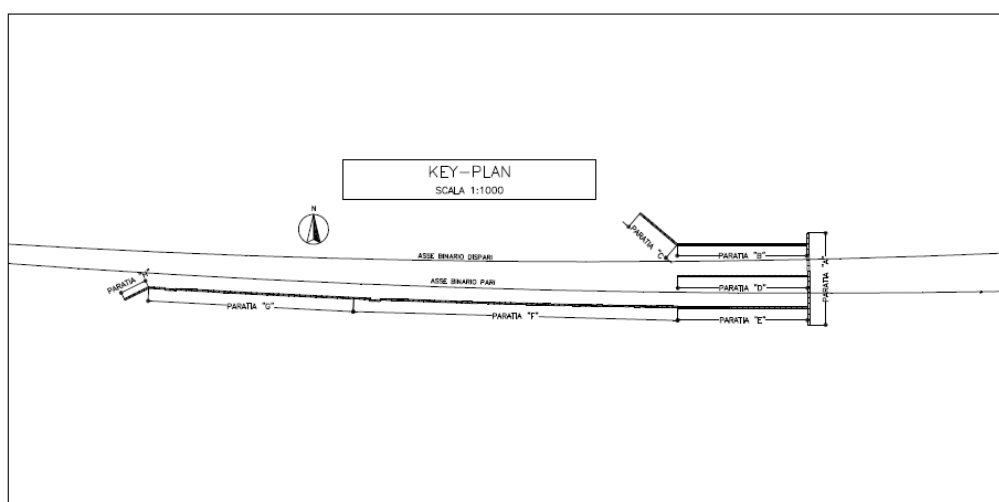 KEY-PLAN
SCALA 1:1000
N
PARATIA "C"
PARATIA "B"
PARATIA "A"
ASSE BINARIO DISPARI
ASSE BINARIO PARI
PARATIA "D"
PARATIA "H"
PARATIA "G"
PARATIA "F"
PARATIA "E"